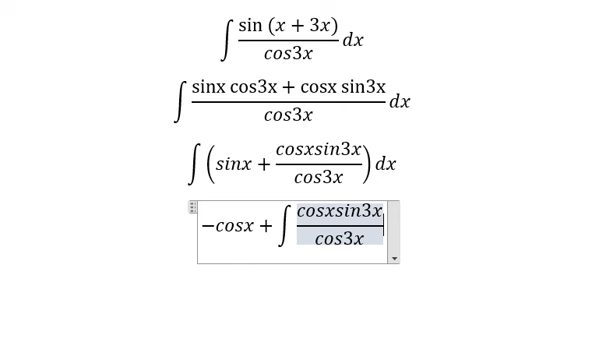 ∫ sin (x + 3x) / cos3x dx
∫ sinx cos3x + cosx sin3x / cos3x dx
∫ (sinx + cosxsin3x / cos3x) dx
−cosx + ∫ cosxsin3x / cos3x